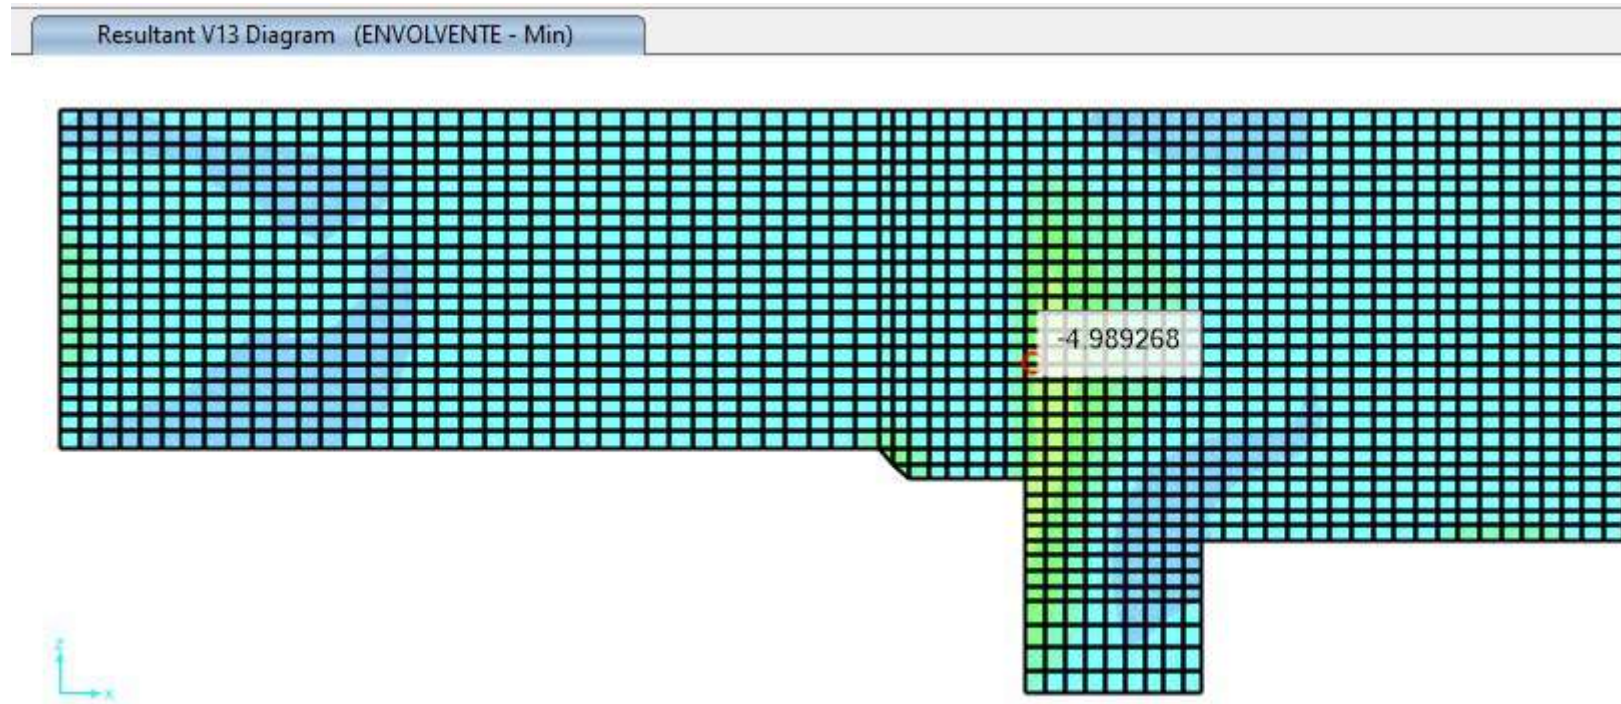 Resultant V13 Diagram (ENVOLVENTE - Min)
-4.989268
z
x